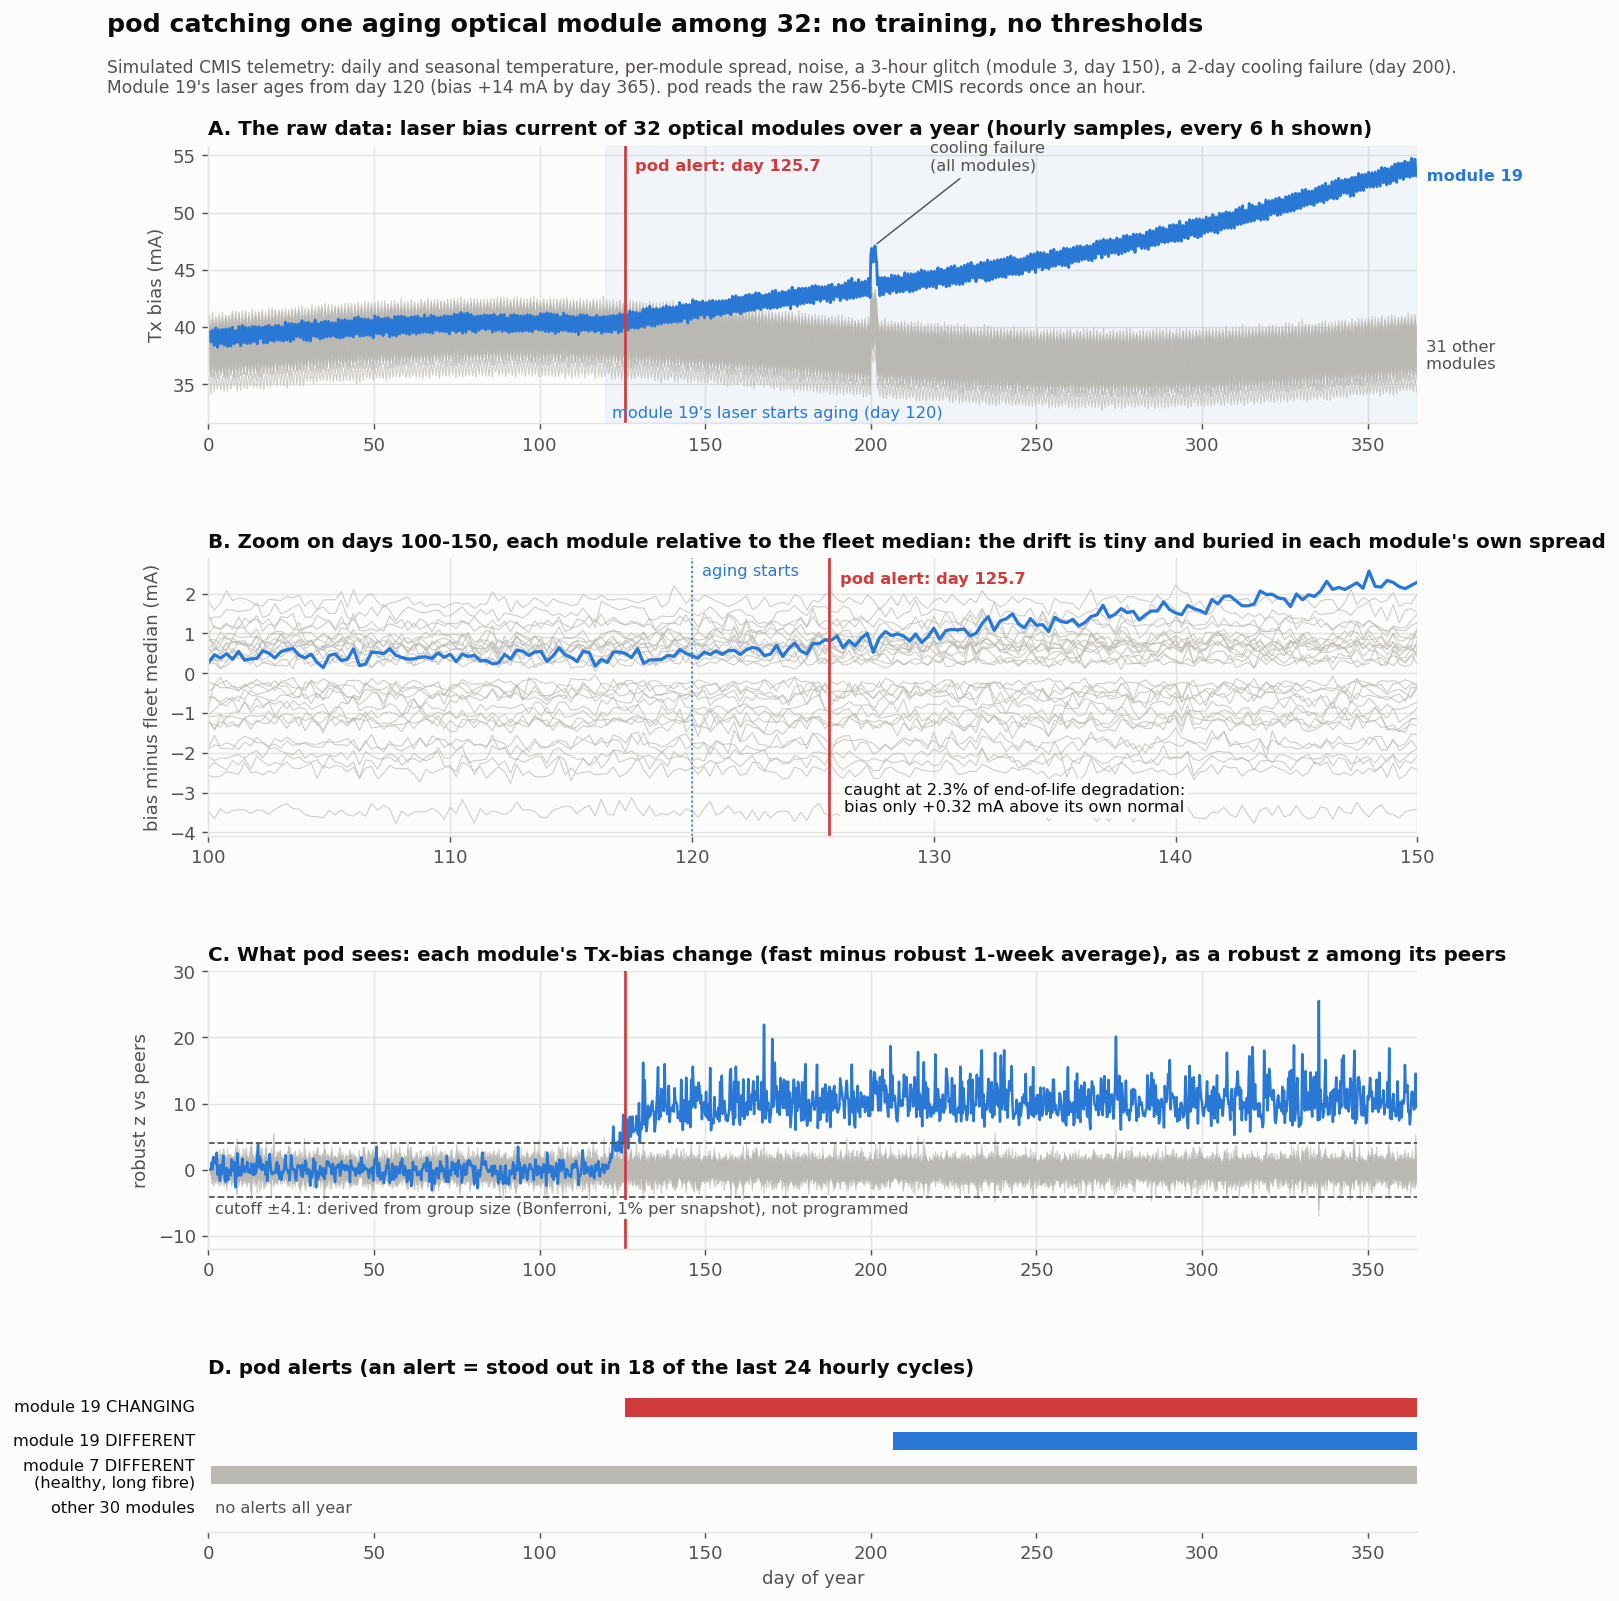 pod catching one aging optical module among 32: no training, no thresholds
Simulated CMIS telemetry: daily and seasonal temperature, per-module spread, noise, a 3-hour glitch (module 3, day 150), a 2-day cooling failure (day 200).
Module 19's laser ages from day 120 (bias +14 mA by day 365). pod reads the raw 256-byte CMIS records once an hour.
A. The raw data: laser bias current of 32 optical modules over a year (hourly samples, every 6 h shown)
cooling failure
(all modules)
pod alert: day 125.7
module 19
31 other
modules
module 19's laser starts aging (day 120)
Tx bias (mA)
55
50
45
40
35
0 50 100 150 200 250 300 350
B. Zoom on days 100-150, each module relative to the fleet median: the drift is tiny and buried in each module's own spread
aging starts
pod alert: day 125.7
caught at 2.3% of end-of-life degradation:
bias only +0.32 mA above its own normal
bias minus fleet median (mA)
2
1
0
−1
−2
−3
−4
100 110 120 130 140 150
C. What pod sees: each module's Tx-bias change (fast minus robust 1-week average), as a robust z among its peers
robust z vs peers
30
20
10
0
−10
cutoff ±4.1: derived from group size (Bonferroni, 1% per snapshot), not programmed
0 50 100 150 200 250 300 350
D. pod alerts (an alert = stood out in 18 of the last 24 hourly cycles)
module 19 CHANGING
module 19 DIFFERENT
module 7 DIFFERENT
(healthy, long fibre)
other 30 modules
no alerts all year
0 50 100 150 200 250 300 350
day of year